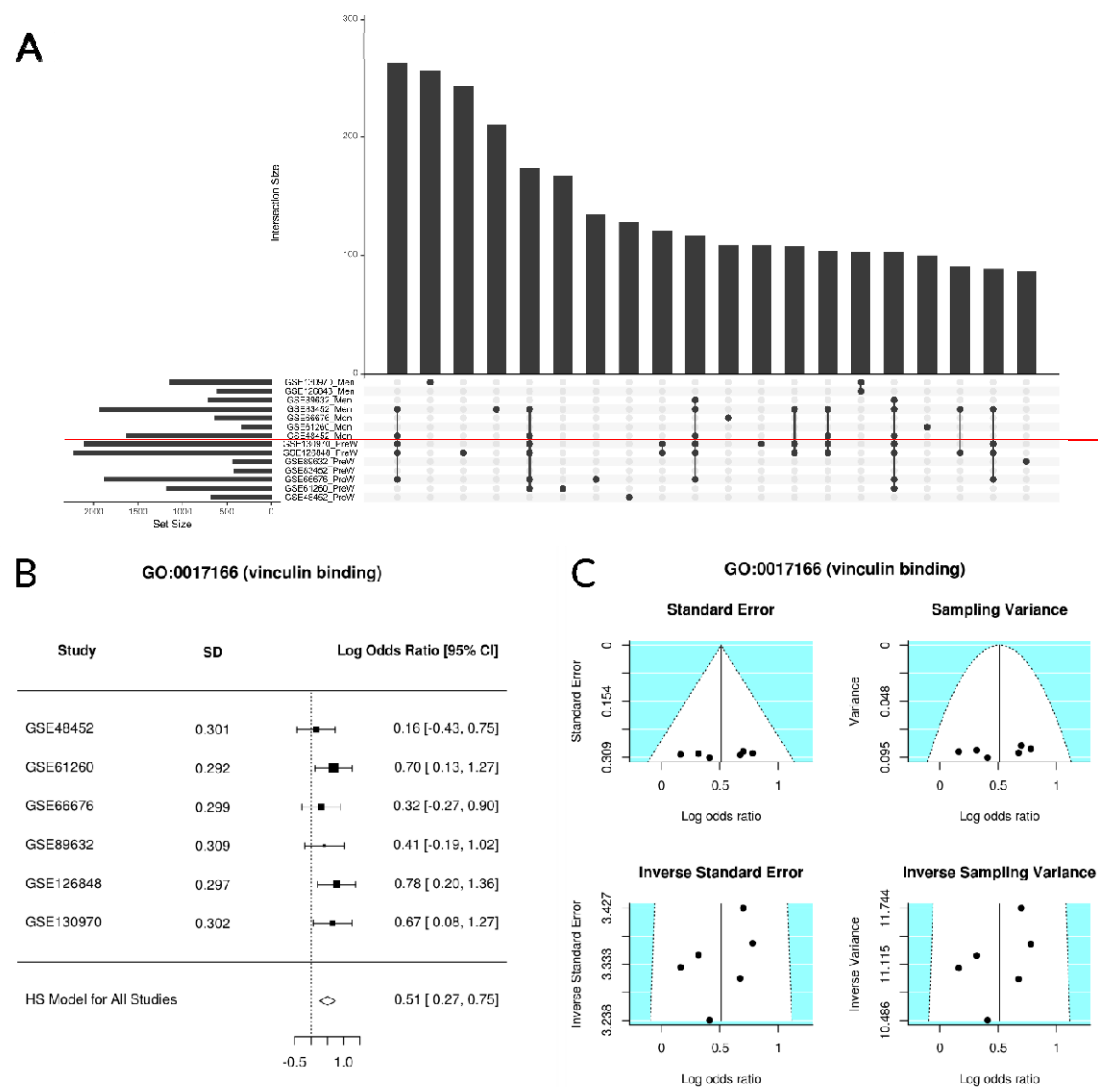 A
300
200
100
0
Intersection Size
GSE130970_Men
GSE126848_Men
GSE89632_Men
GSE83452_Men
GSE66676_Men
GSE61260_Men
GSE48452_Men
GSE130970_PreW
GSE126848_PreW
GSE89632_PreW
GSE83452_PreW
GSE66676_PreW
GSE61260_PreW
GSE48452_PreW
2000 1500 1000 500 0
Set Size
B
GO:0017166 (vinculin binding)
Study SD Log Odds Ratio [95% CI]
GSE48452 0.301 0.16 [-0.43, 0.75]
GSE61260 0.292 0.70 [ 0.13, 1.27]
GSE66676 0.299 0.32 [-0.27, 0.90]
GSE89632 0.309 0.41 [-0.19, 1.02]
GSE126848 0.297 0.78 [ 0.20, 1.36]
GSE130970 0.302 0.67 [ 0.08, 1.27]
HS Model for All Studies 0.51 [ 0.27, 0.75]
-0.5 1.0
C
GO:0017166 (vinculin binding)
Standard Error
Standard Error
0
0.154
0.309
0 0.5 1
Log odds ratio
Sampling Variance
Variance
0
0.048
0.095
0 0.5 1
Log odds ratio
Inverse Standard Error
Inverse Standard Error
3.427
3.333
3.238
0 0.5 1
Log odds ratio
Inverse Sampling Variance
Inverse Variance
11.744
11.115
10.486
0 0.5 1
Log odds ratio